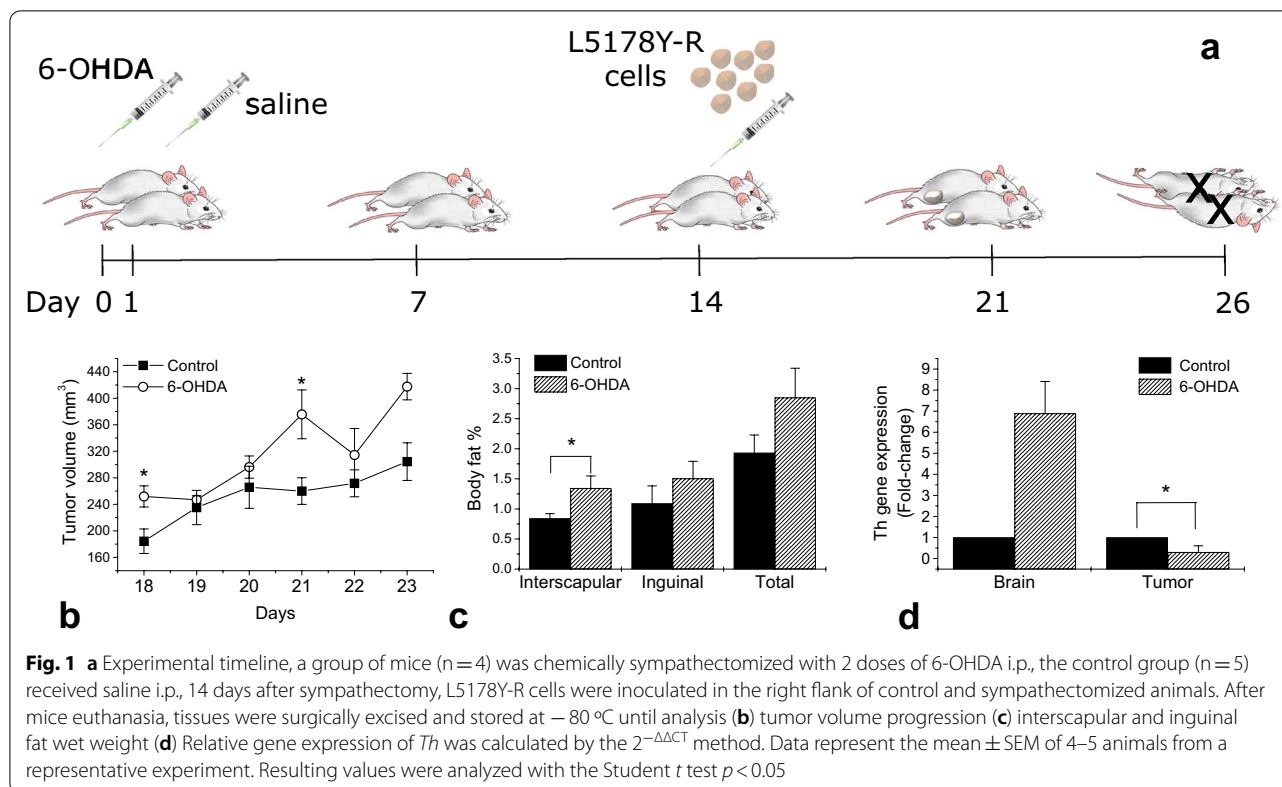 6-OHDA
saline
L5178Y-R
cells
a
Day 0 1 7 14 21 26
Control
6-OHDA
Tumor volume (mm³)
440
400
360
320
280
240
200
160
*
*
18 19 20 21 22 23
Days
b
Control
6-OHDA
Body fat %
3.5
3.0
2.5
2.0
1.5
1.0
0.5
0.0
*
Interscapular Inguinal Total
c
Control
6-OHDA
Th gene expression
(Fold-change)
9
8
7
6
5
4
3
2
1
0
*
Brain Tumor
d
Fig. 1 a Experimental timeline, a group of mice (n = 4) was chemically sympathectomized with 2 doses of 6-OHDA i.p., the control group (n = 5)
received saline i.p., 14 days after sympathectomy, L5178Y-R cells were inoculated in the right flank of control and sympathectomized animals. After
mice euthanasia, tissues were surgically excised and stored at − 80 ºC until analysis (b) tumor volume progression (c) interscapular and inguinal
fat wet weight (d) Relative gene expression of Th was calculated by the 2^−ΔΔCT method. Data represent the mean ± SEM of 4–5 animals from a
representative experiment. Resulting values were analyzed with the Student t test p < 0.05